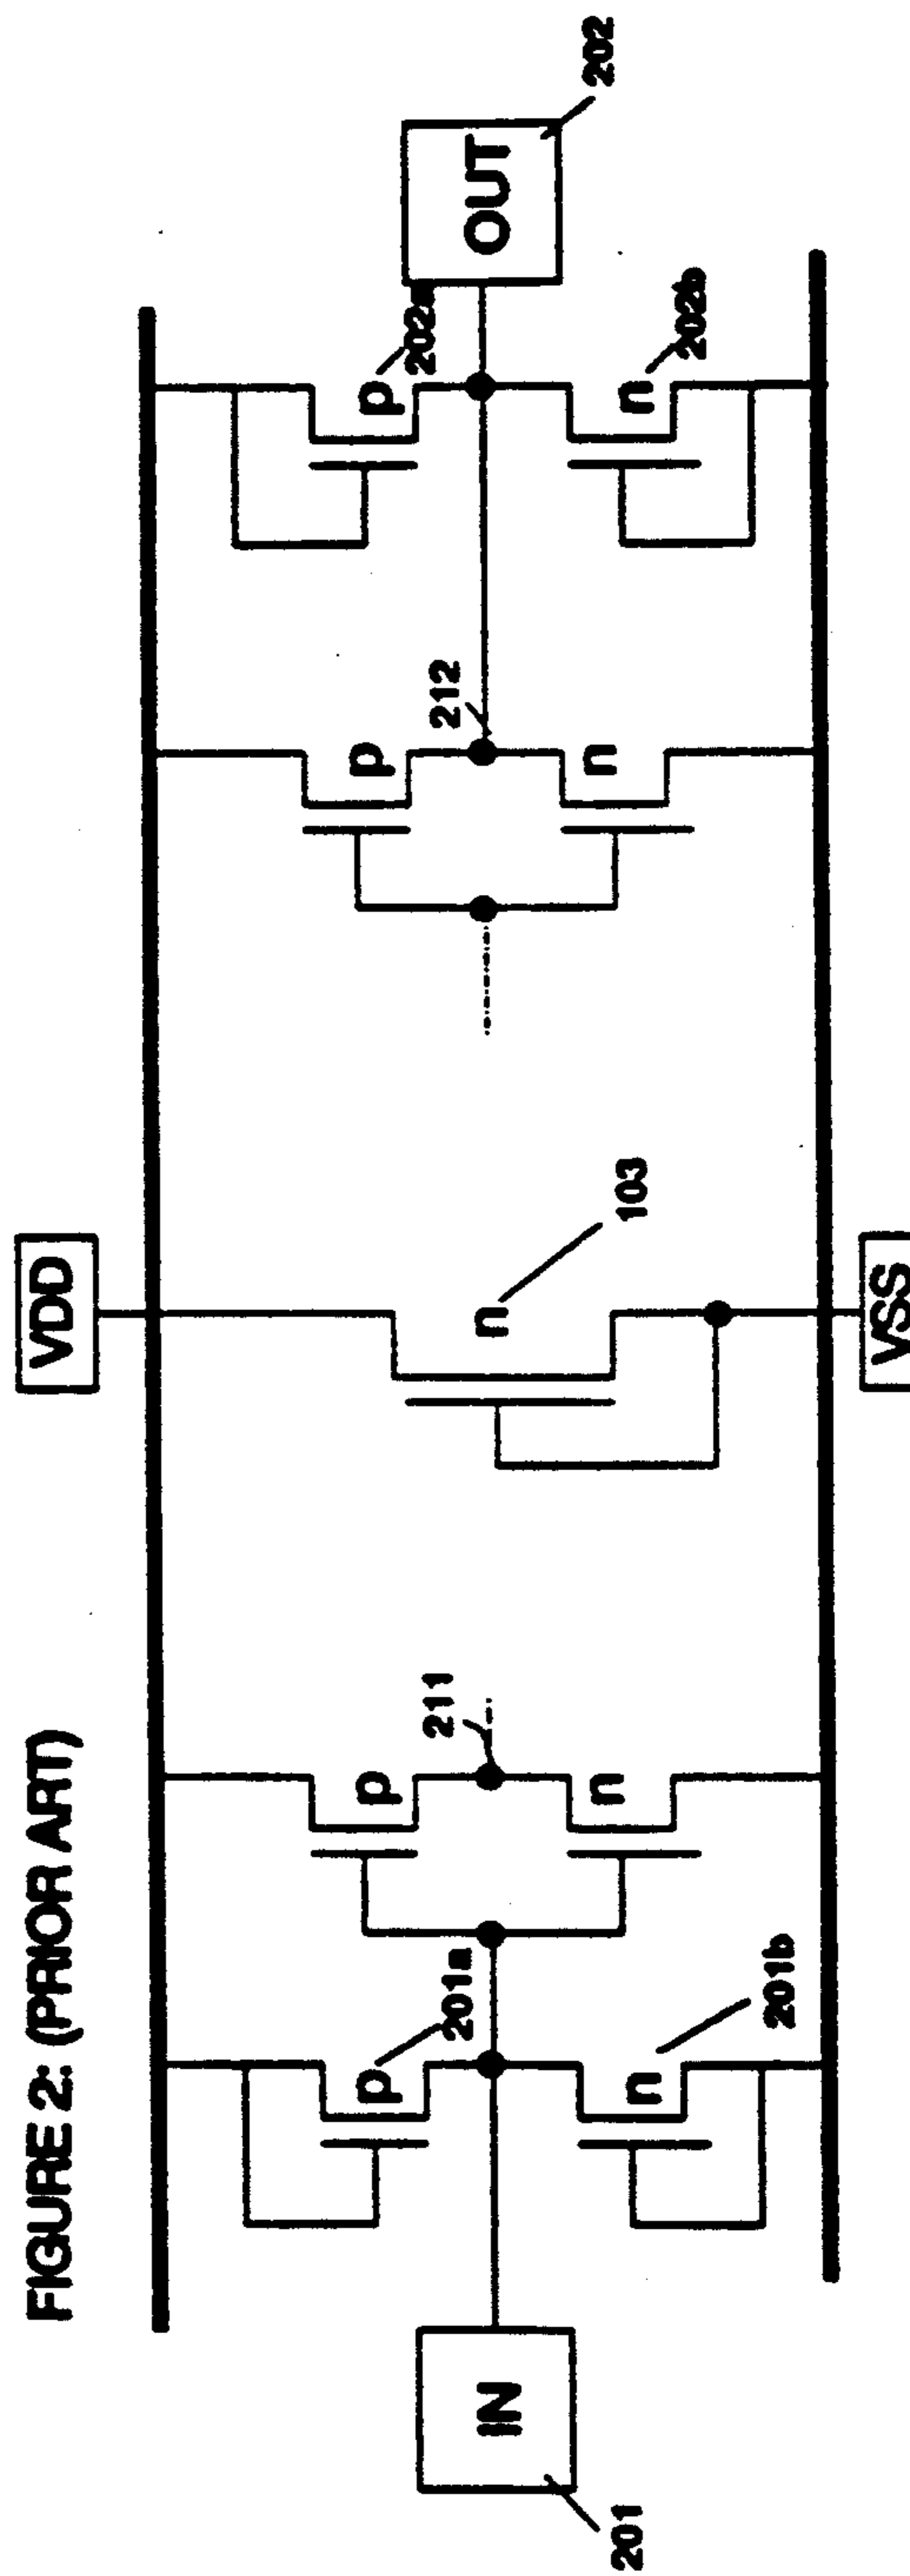 FIGURE 2: (PRIOR ART)
VDD
p
201a
p
211
n
103
p
212
p
202a
IN
201
n
201b
n
n
n
202b
OUT
202
VSS